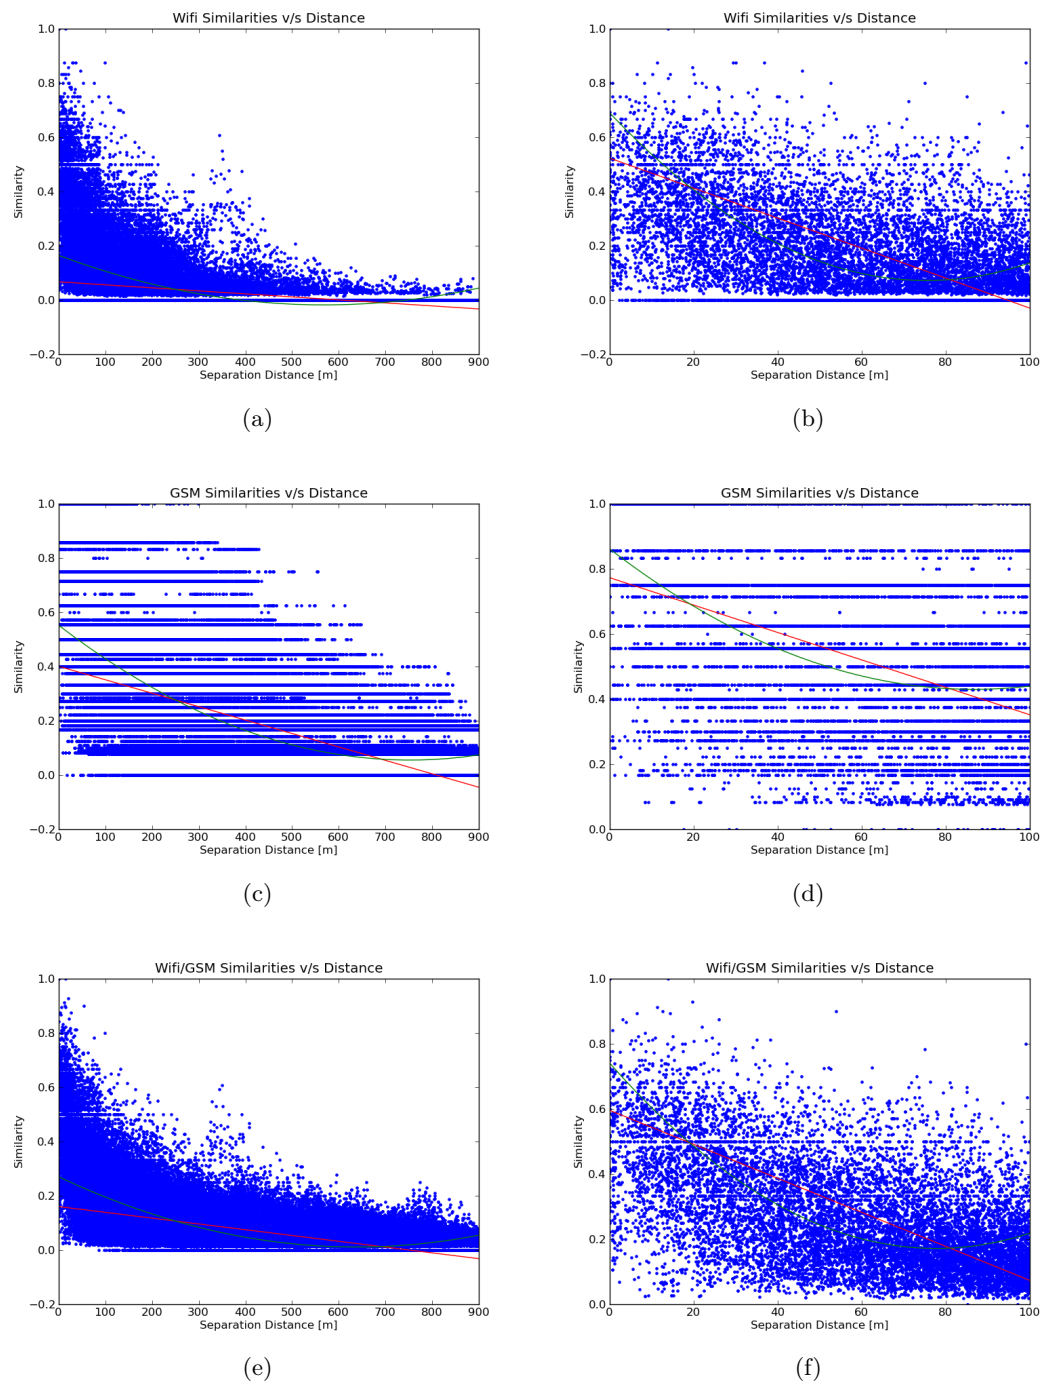 Wifi Similarities v/s Distance
1.0
0.8
0.6
0.4
0.2
0.0
−0.2
Similarity
0 100 200 300 400 500 600 700 800 900
Separation Distance [m]
(a)
Wifi Similarities v/s Distance
1.0
0.8
0.6
0.4
0.2
0.0
−0.2
Similarity
0 20 40 60 80 100
Separation Distance [m]
(b)
GSM Similarities v/s Distance
1.0
0.8
0.6
0.4
0.2
0.0
−0.2
Similarity
0 100 200 300 400 500 600 700 800 900
Separation Distance [m]
(c)
GSM Similarities v/s Distance
1.0
0.8
0.6
0.4
0.2
0.0
Similarity
0 20 40 60 80 100
Separation Distance [m]
(d)
Wifi/GSM Similarities v/s Distance
1.0
0.8
0.6
0.4
0.2
0.0
−0.2
Similarity
0 100 200 300 400 500 600 700 800 900
Separation Distance [m]
(e)
Wifi/GSM Similarities v/s Distance
1.0
0.8
0.6
0.4
0.2
0.0
Similarity
0 20 40 60 80 100
Separation Distance [m]
(f)